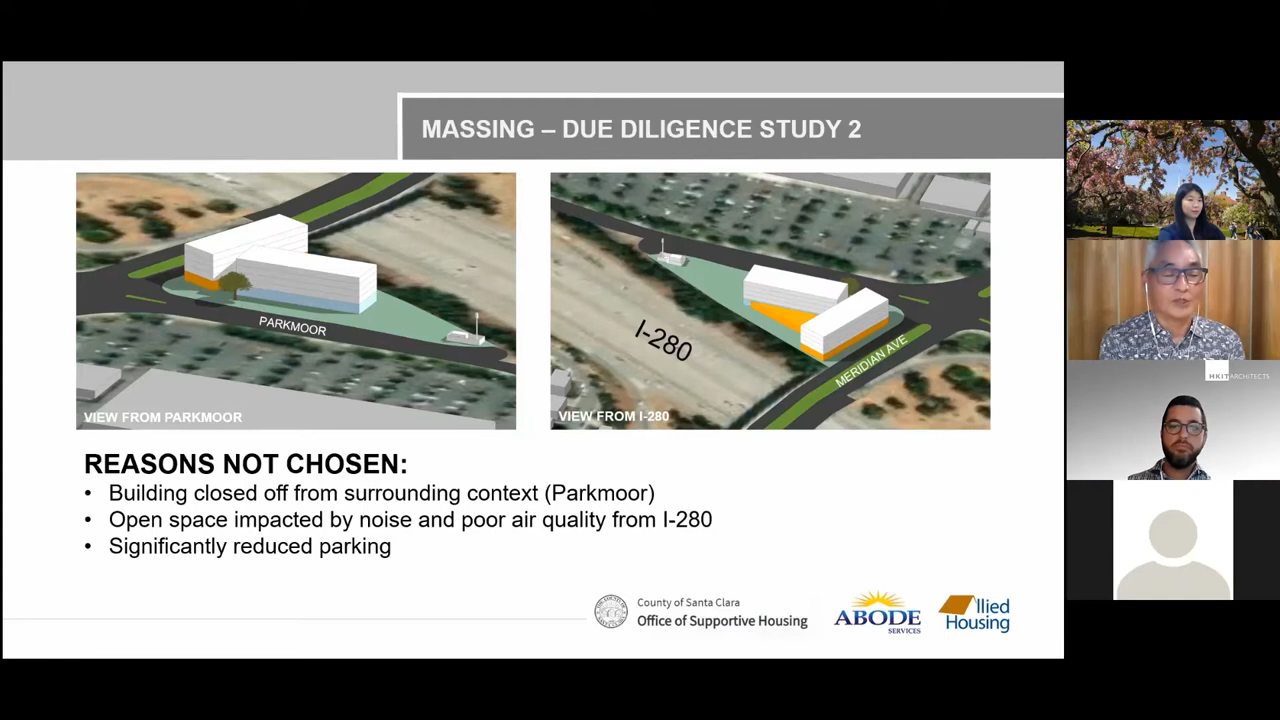 MASSING – DUE DILIGENCE STUDY 2
PARKMOOR
VIEW FROM PARKMOOR
I-280
MERIDIAN AVE
VIEW FROM I-280
REASONS NOT CHOSEN:
• Building closed off from surrounding context (Parkmoor)
• Open space impacted by noise and poor air quality from I-280
• Significantly reduced parking
County of Santa Clara
Office of Supportive Housing
ABODE
SERVICES
llied
Housing
HKIT ARCHITECTS